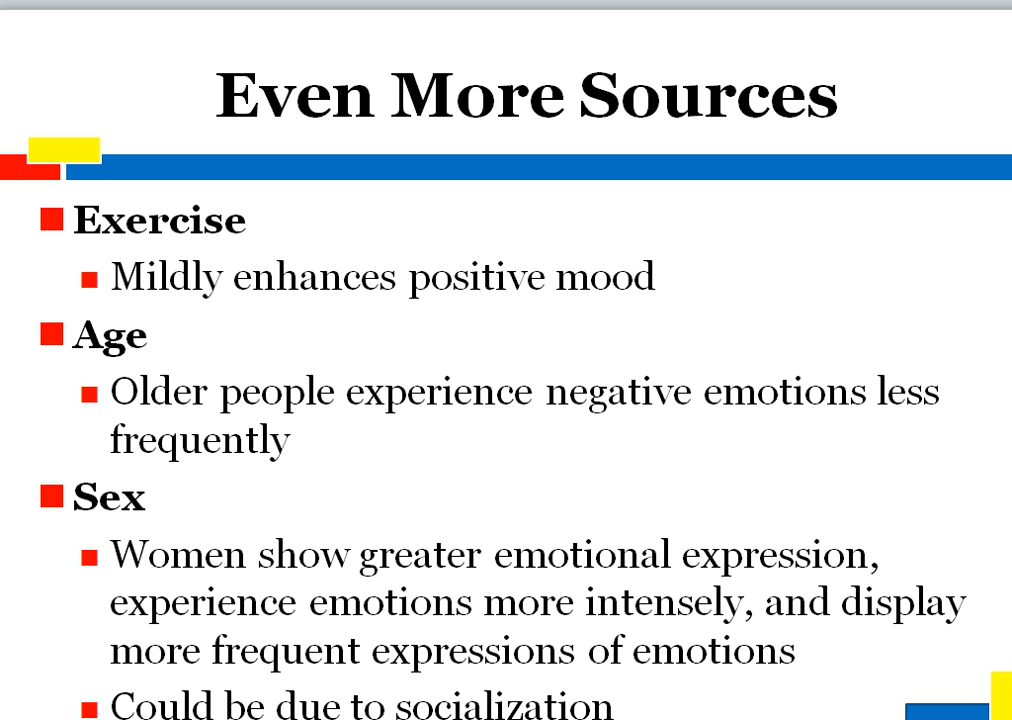 Even More Sources
Exercise
Mildly enhances positive mood
Age
Older people experience negative emotions less
frequently
Sex
Women show greater emotional expression,
experience emotions more intensely, and display
more frequent expressions of emotions
Could be due to socialization